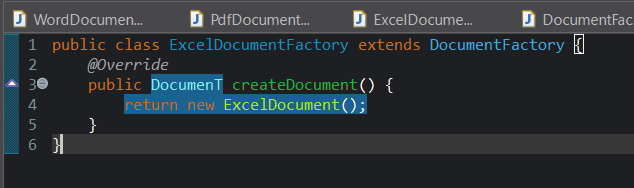 WordDocumen... PdfDocument... ExcelDocume... DocumentFac
1 public class ExcelDocumentFactory extends DocumentFactory {
2 @Override
3 public DocumenT createDocument() {
4 return new ExcelDocument();
5 }
6 }